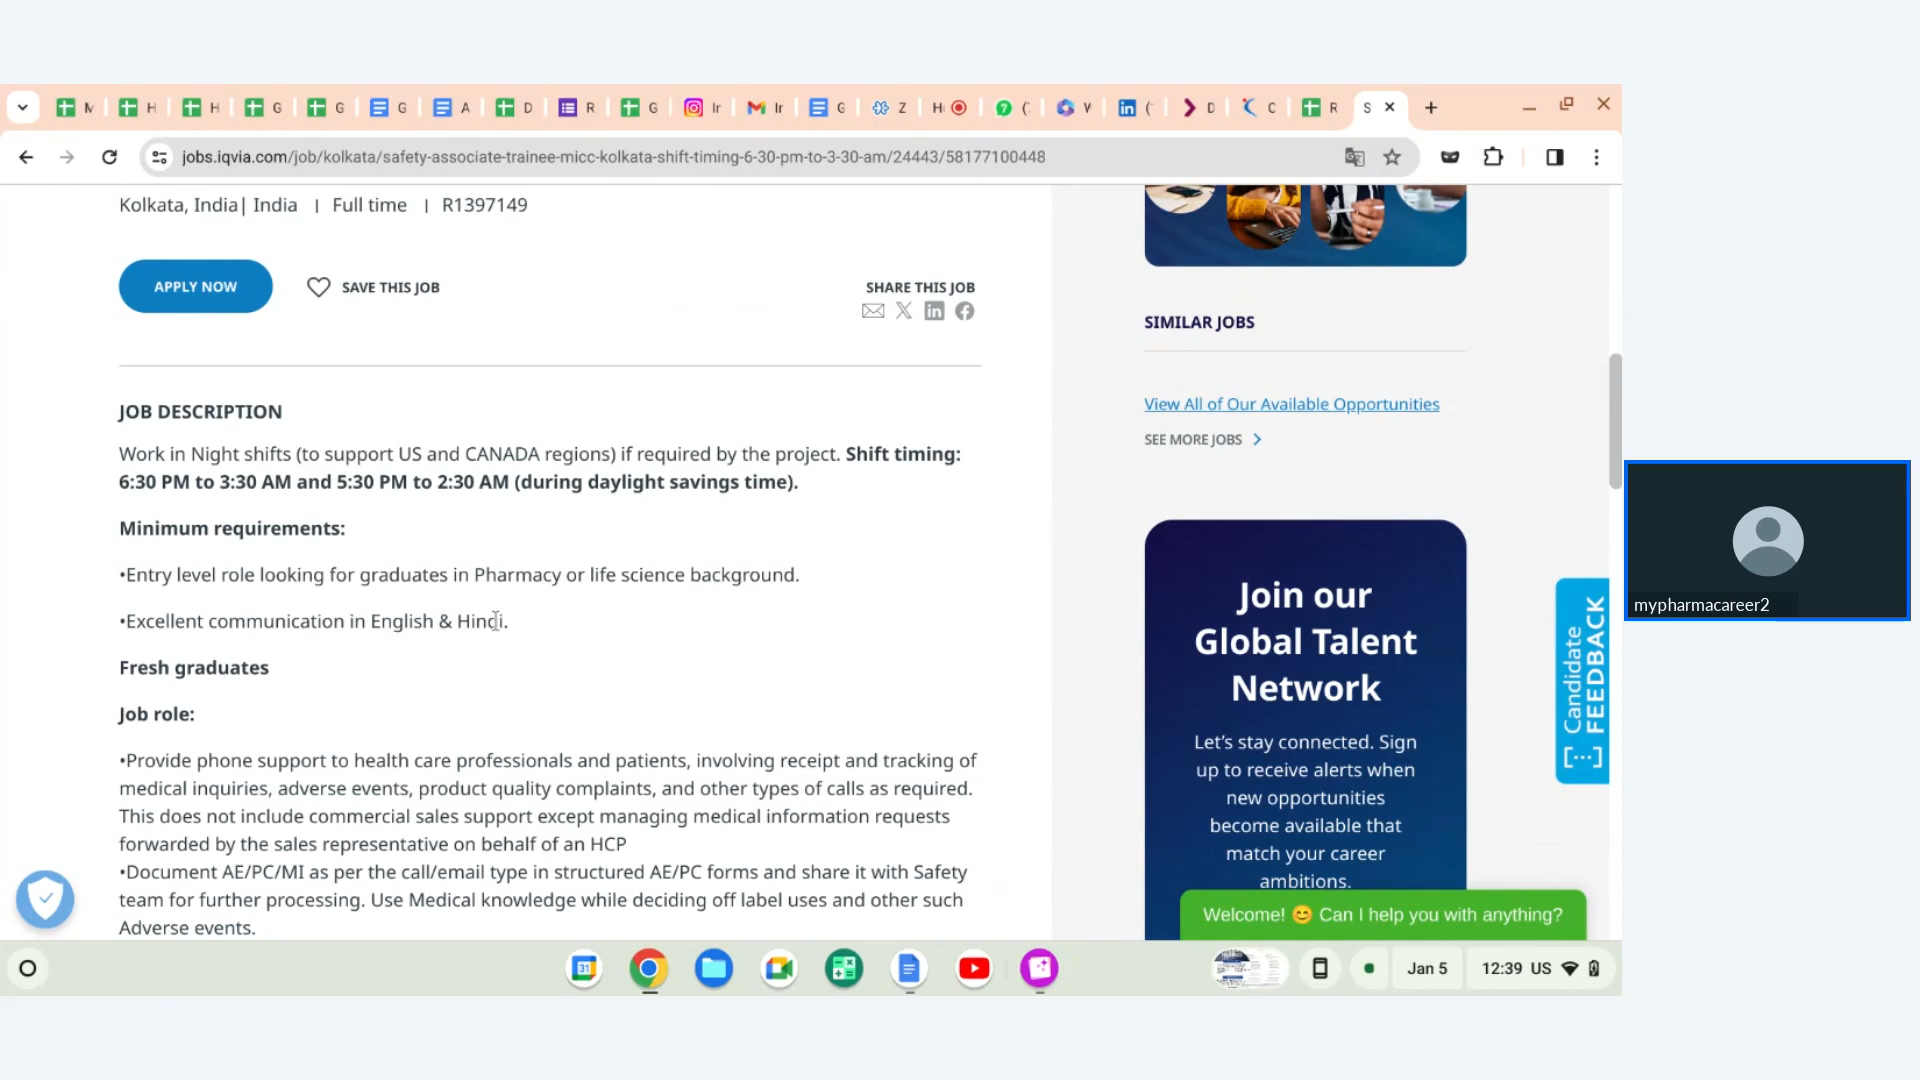 M
H
H
G
G
G
A
D
R
G
Ir
Ir
G
Z
H
(
V
(
D
C
R
S
jobs.iqvia.com/job/kolkata/safety-associate-trainee-micc-kolkata-shift-timing-6-30-pm-to-3-30-am/24443/58177100448
Kolkata, India| India | Full time | R1397149
APPLY NOW
SAVE THIS JOB
SHARE THIS JOB
JOB DESCRIPTION
Work in Night shifts (to support US and CANADA regions) if required by the project. Shift timing:
6:30 PM to 3:30 AM and 5:30 PM to 2:30 AM (during daylight savings time).
Minimum requirements:
•Entry level role looking for graduates in Pharmacy or life science background.
•Excellent communication in English & Hindi.
Fresh graduates
Job role:
•Provide phone support to health care professionals and patients, involving receipt and tracking of
medical inquiries, adverse events, product quality complaints, and other types of calls as required.
This does not include commercial sales support except managing medical information requests
forwarded by the sales representative on behalf of an HCP
•Document AE/PC/MI as per the call/email type in structured AE/PC forms and share it with Safety
team for further processing. Use Medical knowledge while deciding off label uses and other such
Adverse events.
SIMILAR JOBS
View All of Our Available Opportunities
SEE MORE JOBS
Join our
Global Talent
Network
Let's stay connected. Sign
up to receive alerts when
new opportunities
become available that
match your career
ambitions.
Candidate
FEEDBACK
Welcome! 😊 Can I help you with anything?
mypharmacareer2
31
Jan 5
12:39 US